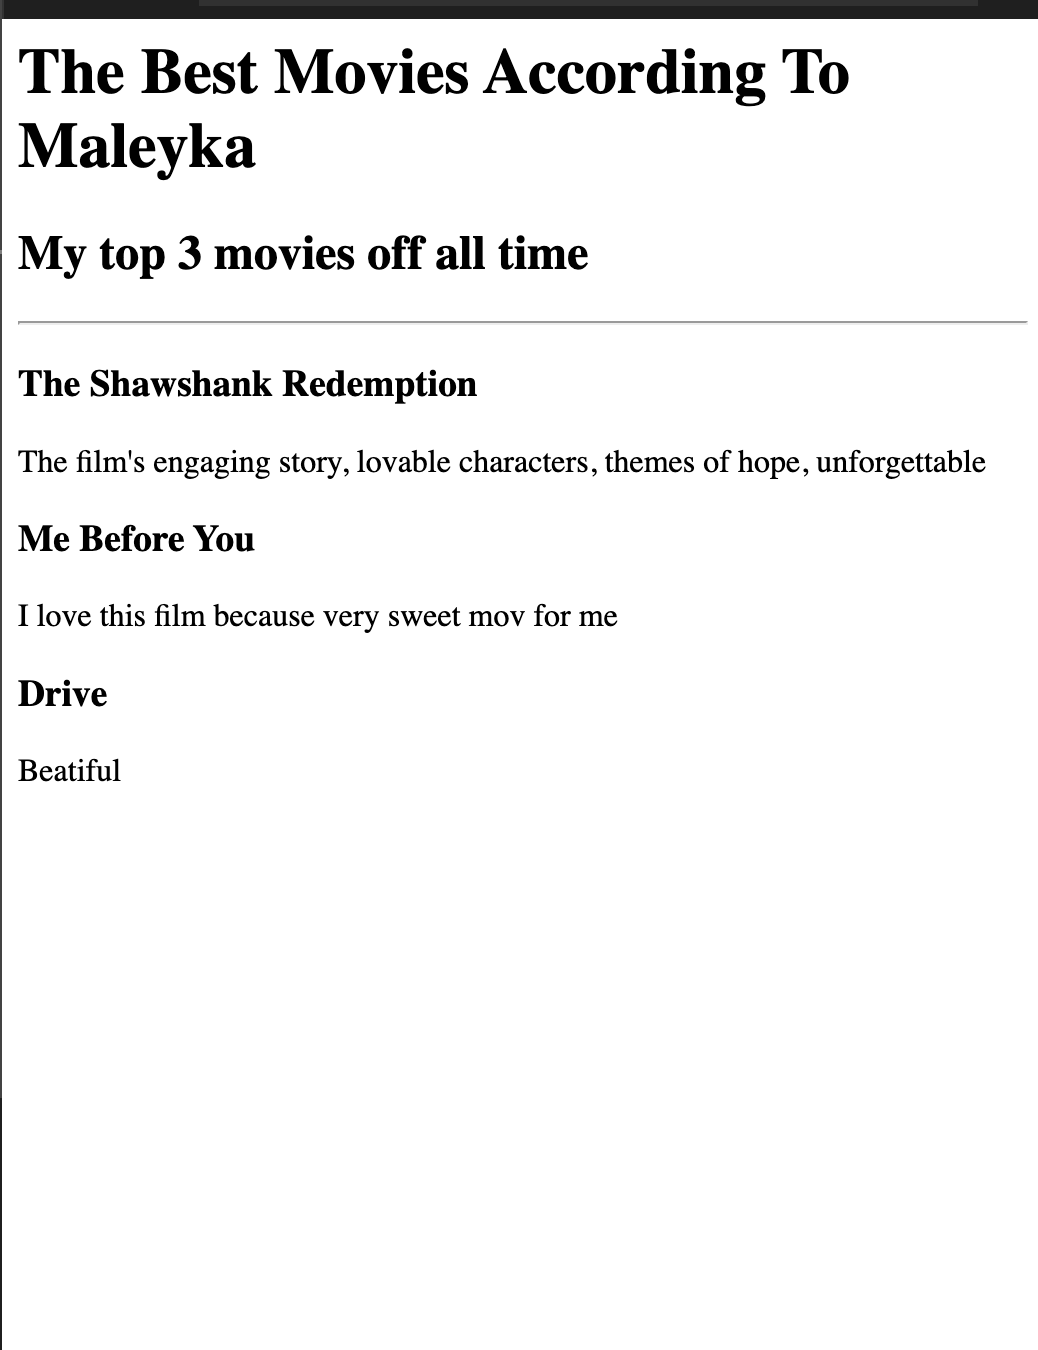 The Best Movies According To
Maleyka
My top 3 movies off all time
The Shawshank Redemption
The film's engaging story, lovable characters, themes of hope, unforgettable
Me Before You
I love this film because very sweet mov for me
Drive
Beatiful